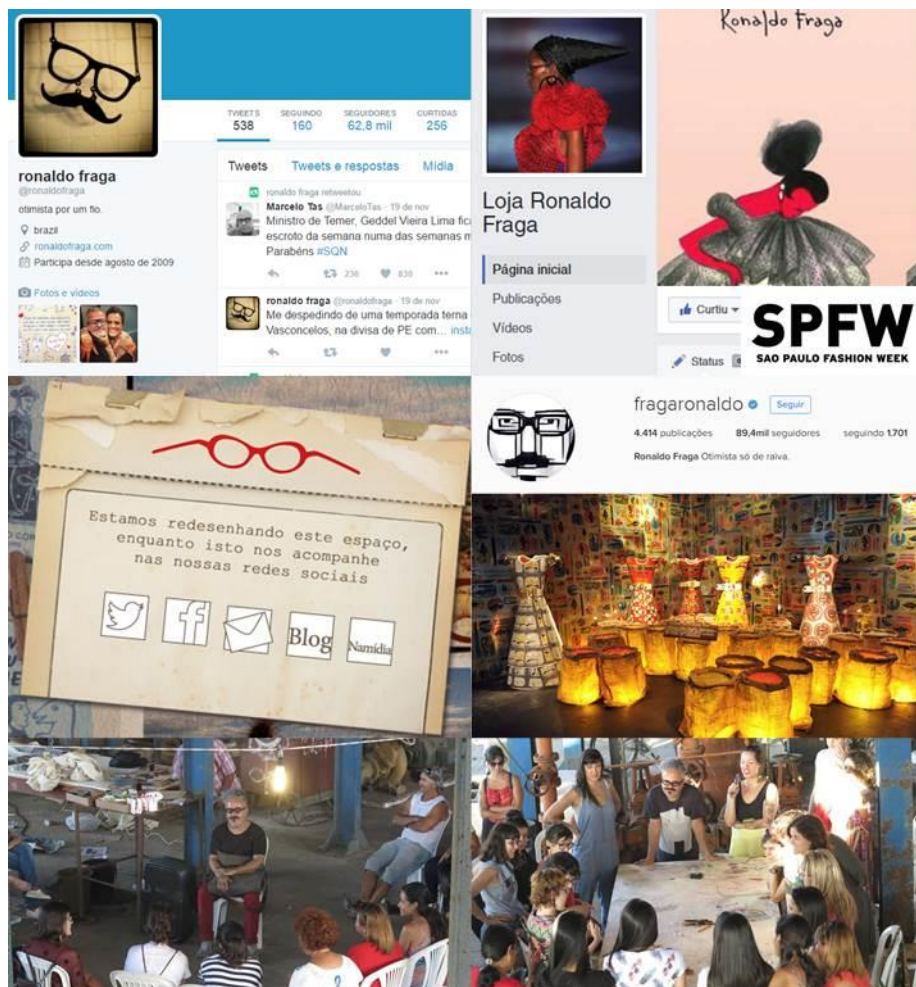 TWEETS
538
SEGUINDO
160
SEGUIDORES
62,8 mil
CURTIDAS
256
ronaldo fraga
@ronaldofraga
otimista por um fio.
brazil
ronaldofraga.com
Participa desde agosto de 2009
Fotos e vídeos
Tweets
Tweets e respostas
Mídia
ronaldo fraga retweetou
Marcelo Tas @MarceloTas · 19 de nov
Ministro de Temer, Geddel Vieira Lima fic
escroto da semana numa das semanas m
Parabéns #SQN
236
830
ronaldo fraga @ronaldofraga · 19 de nov
Me despedindo de uma temporada terna
Vasconcelos, na divisa de PE com... inst
Loja Ronaldo
Fraga
Página inicial
Publicações
Vídeos
Fotos
Ronaldo Fraga
Curtiu
Status
SPFW
SAO PAULO FASHION WEEK
Estamos redesenhando este espaço,
enquanto isto nos acompanhe
nas nossas redes sociais
Blog
Namídia
fragaronaldo
Seguir
4.414 publicações
89,4mil seguidores
seguindo 1.701
Ronaldo Fraga Otimista só de raiva.